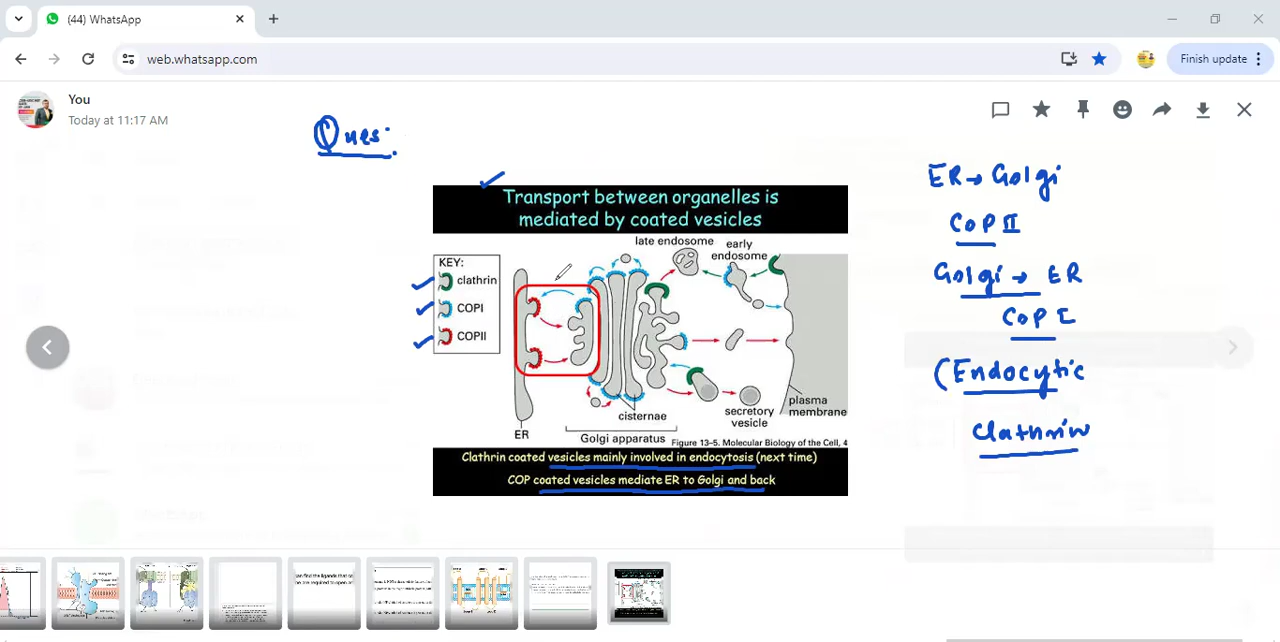 (44) WhatsApp
web.whatsapp.com
Finish update
You
Today at 11:17 AM
Ques:
Transport between organelles is
mediated by coated vesicles
KEY:
clathrin
COPI
COPII
late endosome
early
endosome
ER
cisternae
Golgi apparatus
secretory
vesicle
plasma
membrane
Figure 13-5. Molecular Biology of the Cell, 4
Clathrin coated vesicles mainly involved in endocytosis (next time)
COP coated vesicles mediate ER to Golgi and back
ER → Golgi
COP II
Golgi → ER
COP I
(Endocytic
Clathrin